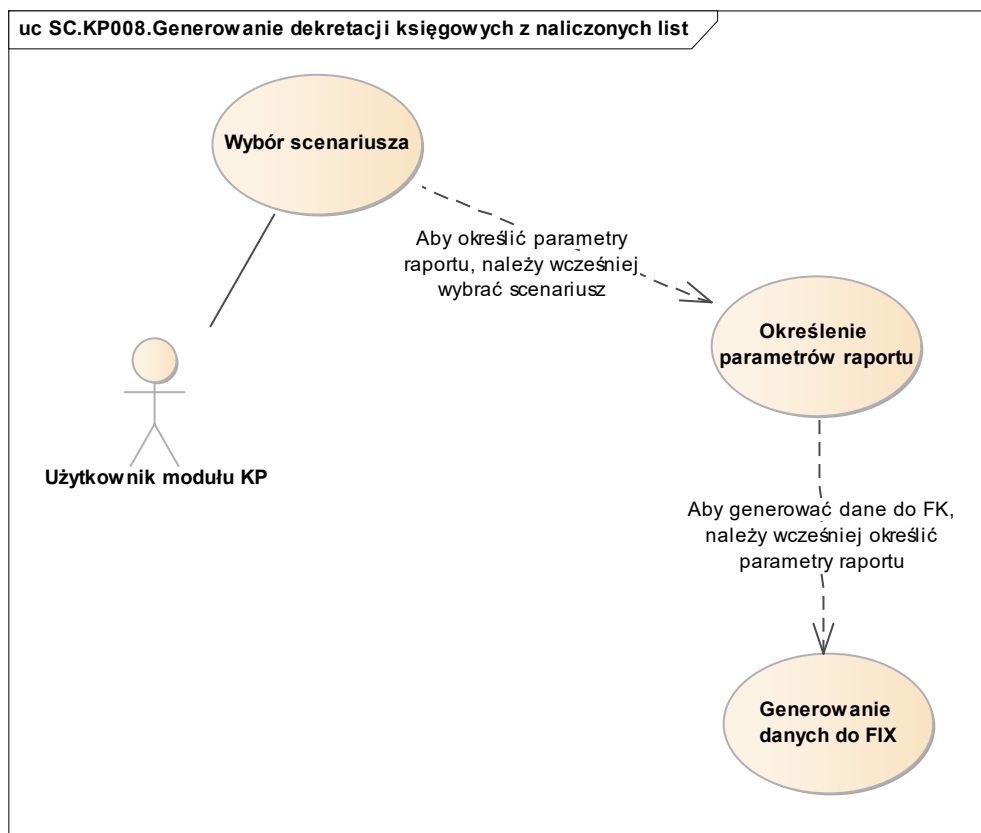 uc SC.KP008.Generowanie dekretacji księgowych z naliczonych list
Wybór scenariusza
Aby określić parametry
raportu, należy wcześniej
wybrać scenariusz
Określenie
parametrów raportu
Użytkownik modułu KP
Aby generować dane do FK,
należy wcześniej określić
parametry raportu
Generowanie
danych do FIX